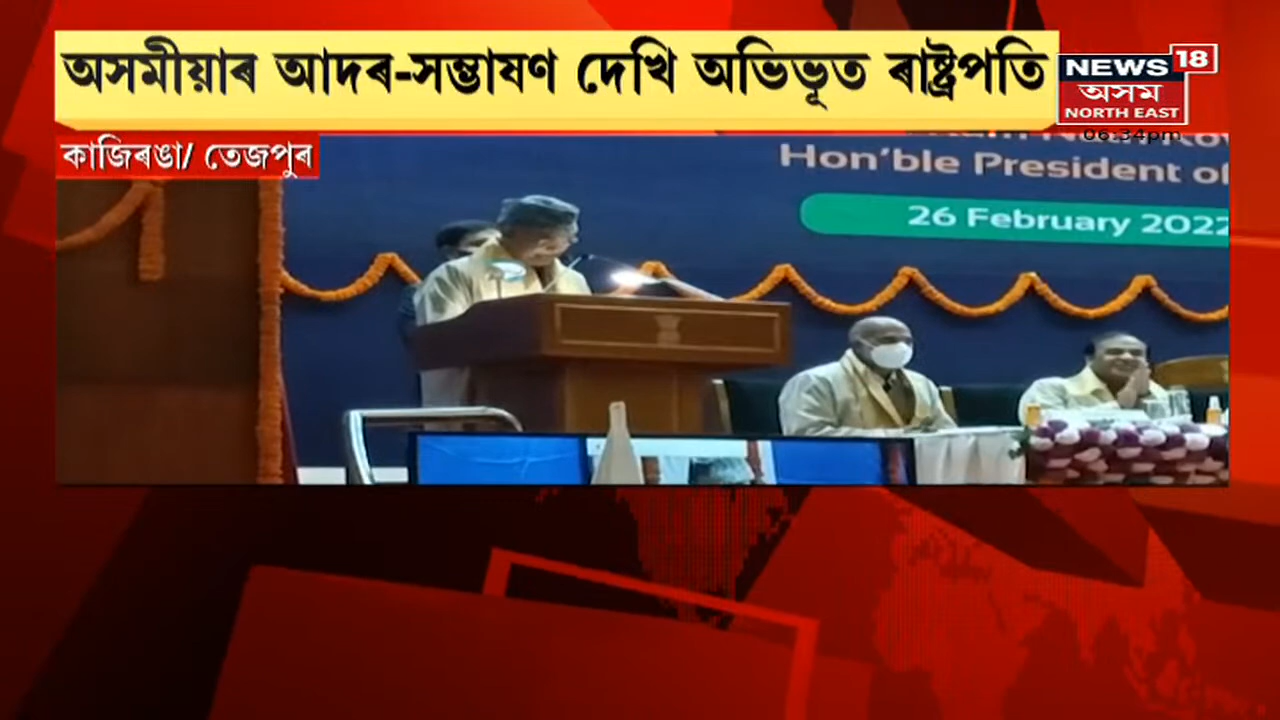 অসমীয়াৰ আদৰ-সম্ভাষণ দেখি অভিভূত ৰাষ্ট্ৰপতি
NEWS 18
অসম
NORTH EAST
06:34pm
কাজিৰঙা/ তেজপুৰ
Hon'ble President of
26 February 2022